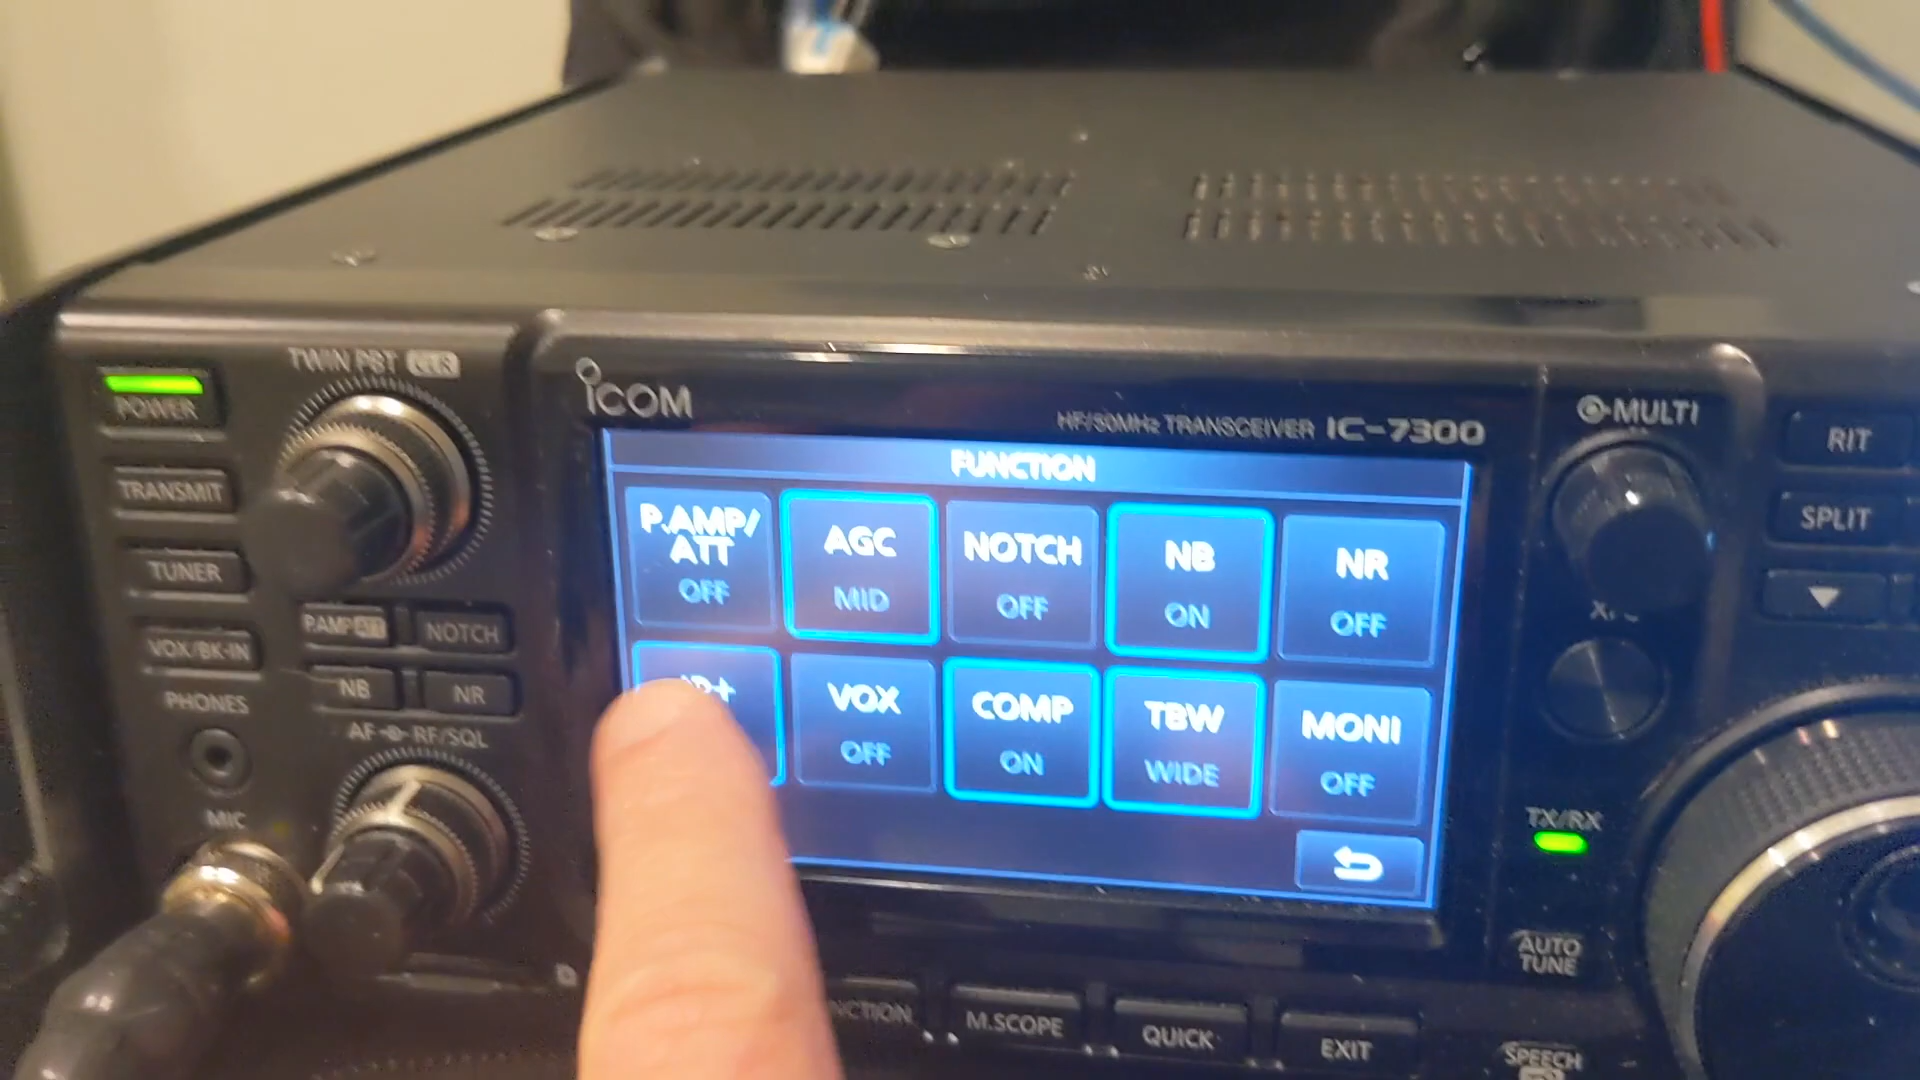 TWIN PBT CLR
POWER
TRANSMIT
TUNER
VOX/BK-IN
P.AMP ATT
NOTCH
NB
NR
PHONES
AF RF/SQL
MIC
ICOM
HF/50MHz TRANSCEIVER IC-7300
FUNCTION
P.AMP/
ATT
OFF
AGC
MID
NOTCH
OFF
NB
ON
NR
OFF
VOX
OFF
COMP
ON
TBW
WIDE
MONI
OFF
M.SCOPE
QUICK
EXIT
MULTI
RIT
SPLIT
TX/RX
AUTO
TUNE
SPEECH